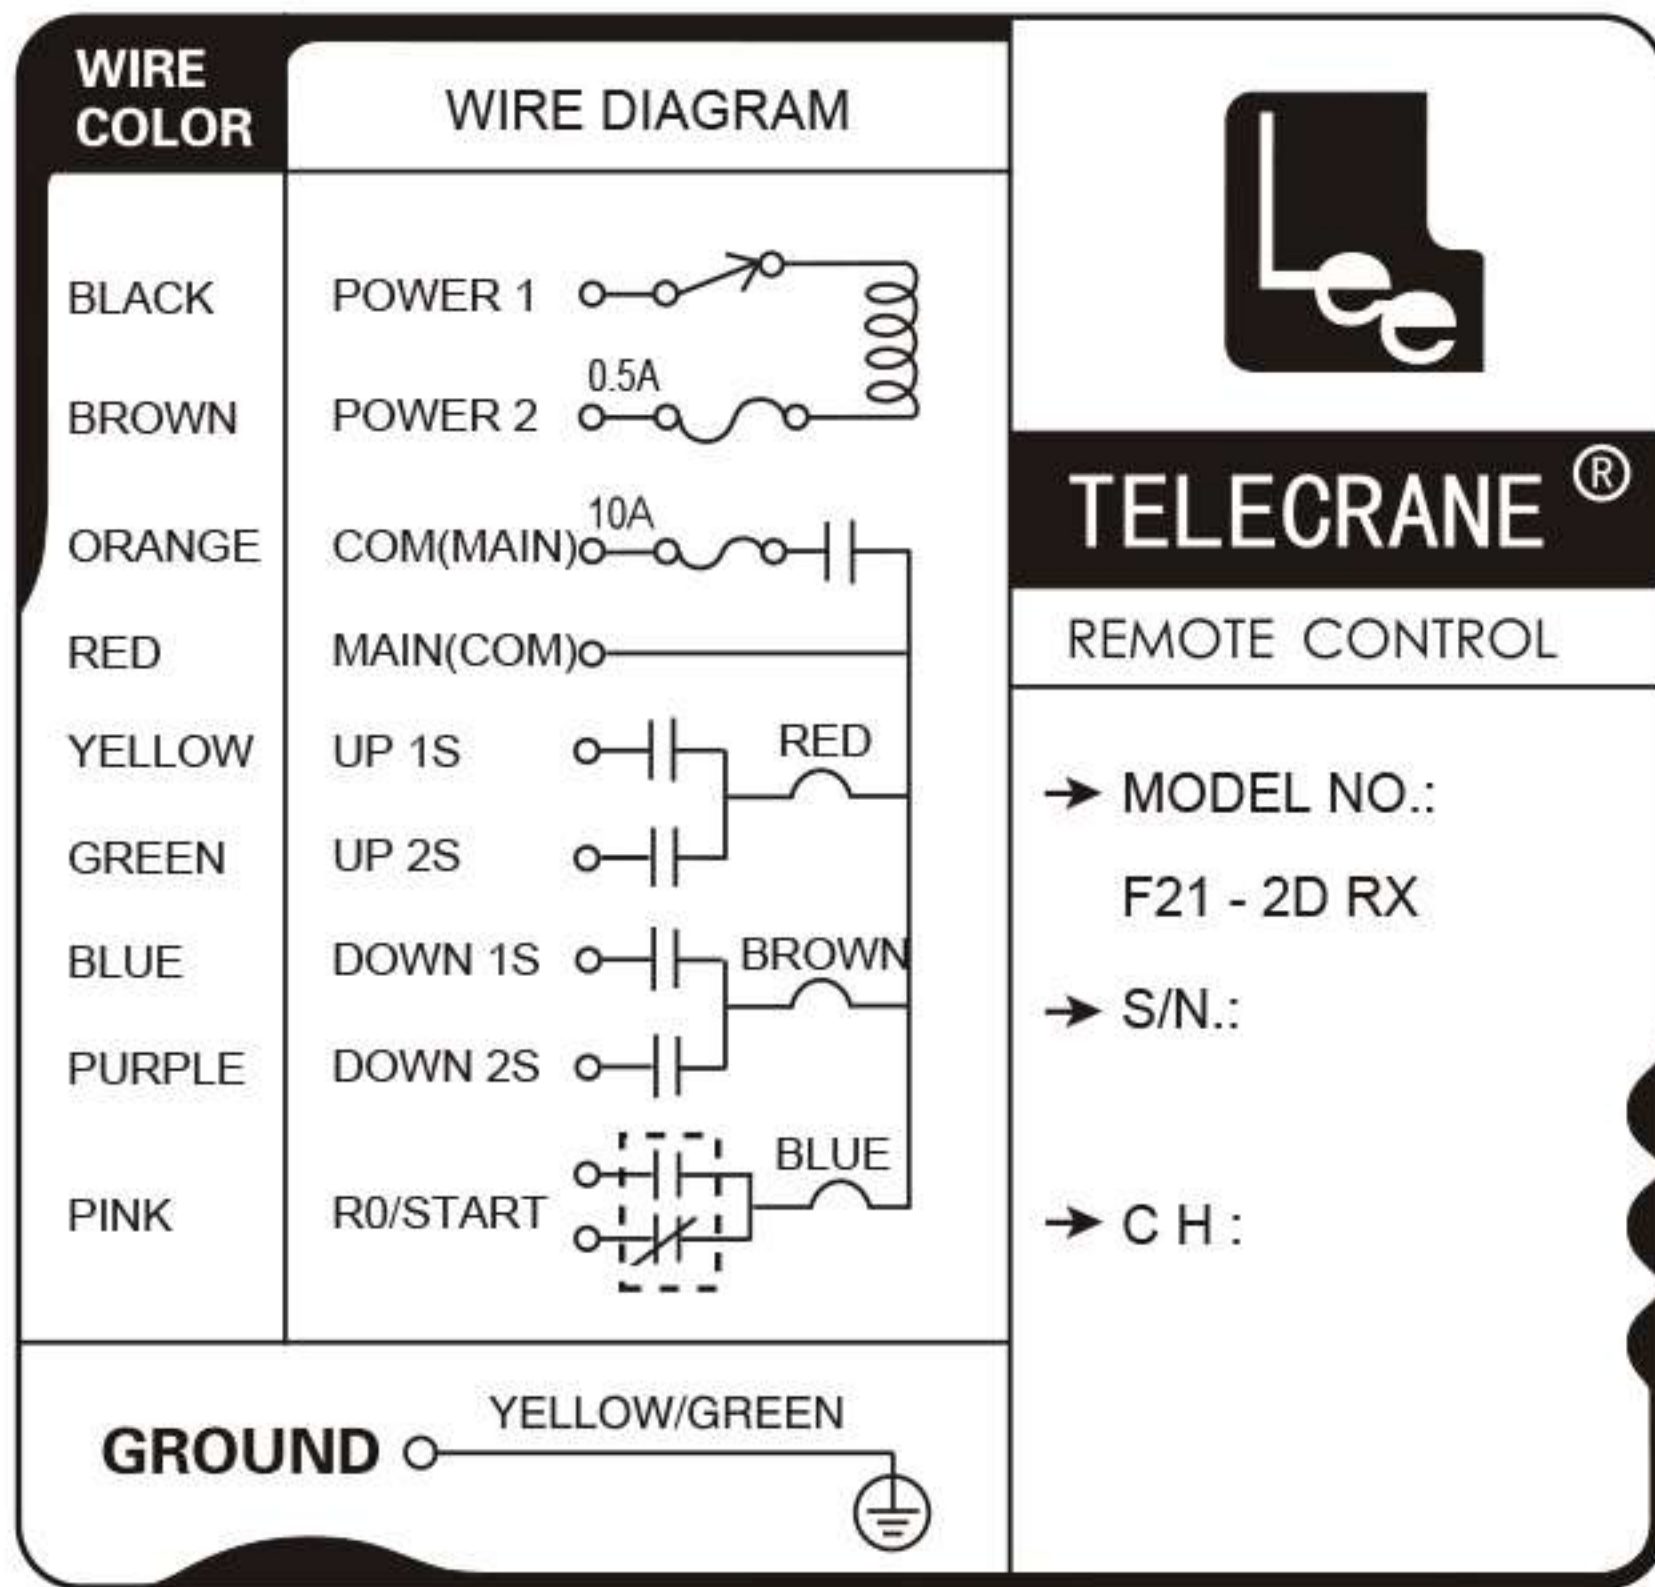 WIRE
COLOR
WIRE DIAGRAM
BLACK POWER 1
0.5A
BROWN POWER 2
10A
ORANGE COM(MAIN)
RED MAIN(COM)
YELLOW UP 1S RED
GREEN UP 2S
BLUE DOWN 1S BROWN
PURPLE DOWN 2S
BLUE
PINK R0/START
GROUND YELLOW/GREEN
Lee
TELECRANE ®
REMOTE CONTROL
→ MODEL NO.:
F21 - 2D RX
→ S/N.:
→ C H :